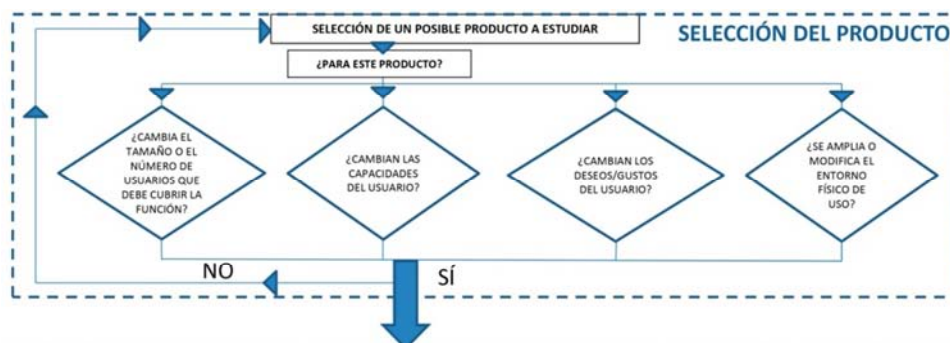 SELECCIÓN DE UN POSIBLE PRODUCTO A ESTUDIAR
SELECCIÓN DEL PRODUCTO
¿PARA ESTE PRODUCTO?
¿CAMBIA EL
TAMAÑO O EL
NÚMERO DE
USUARIOS QUE
DEBE CUBRIR LA
FUNCIÓN?
¿CAMBIAN LAS
CAPACIDADES
DEL USUARIO?
¿CAMBIAN LOS
DESEOS/GUSTOS
DEL USUARIO?
¿SE AMPLIA O
MODIFICA EL
ENTORNO
FÍSICO DE
USO?
NO
SÍ